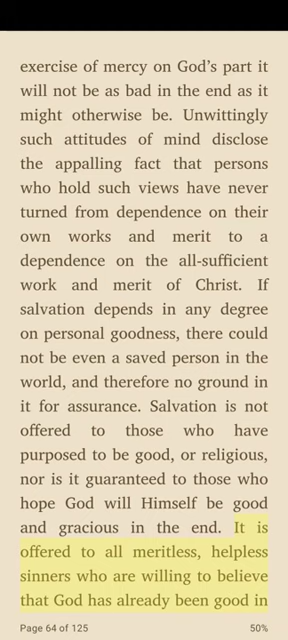 exercise of mercy on God’s part it
will not be as bad in the end as it
might otherwise be. Unwittingly
such attitudes of mind disclose
the appalling fact that persons
who hold such views have never
turned from dependence on their
own works and merit to a
dependence on the all-sufficient
work and merit of Christ. If
salvation depends in any degree
on personal goodness, there could
not be even a saved person in the
world, and therefore no ground in
it for assurance. Salvation is not
offered to those who have
purposed to be good, or religious,
nor is it guaranteed to those who
hope God will Himself be good
and gracious in the end. It is
offered to all meritless, helpless
sinners who are willing to believe
that God has already been good in
Page 64 of 125 50%